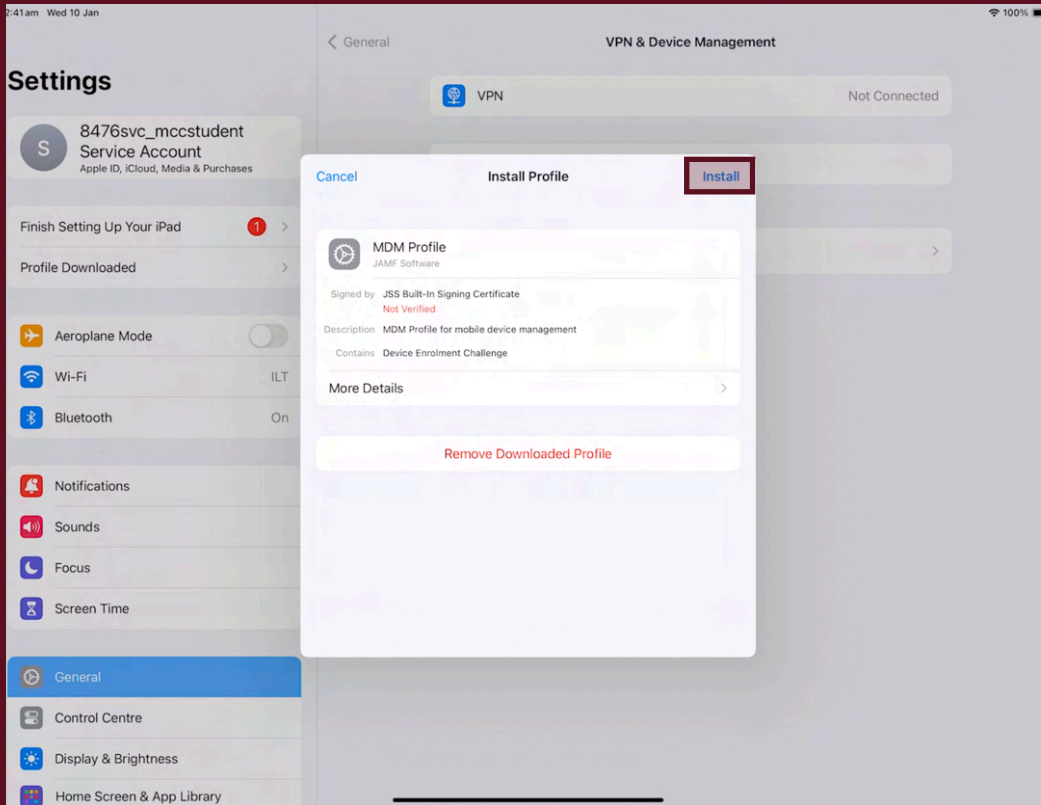 2:41 am Wed 10 Jan
100%
Settings
S
8476svc_mccstudent
Service Account
Apple ID, iCloud, Media & Purchases
Finish Setting Up Your iPad 1
Profile Downloaded
Aeroplane Mode
Wi-Fi ILT
Bluetooth On
Notifications
Sounds
Focus
Screen Time
General
Control Centre
Display & Brightness
Home Screen & App Library
General
VPN & Device Management
VPN Not Connected
Cancel Install Profile Install
MDM Profile
JAMF Software
Signed by JSS Built-In Signing Certificate
Not Verified
Description MDM Profile for mobile device management
Contains Device Enrolment Challenge
More Details
Remove Downloaded Profile